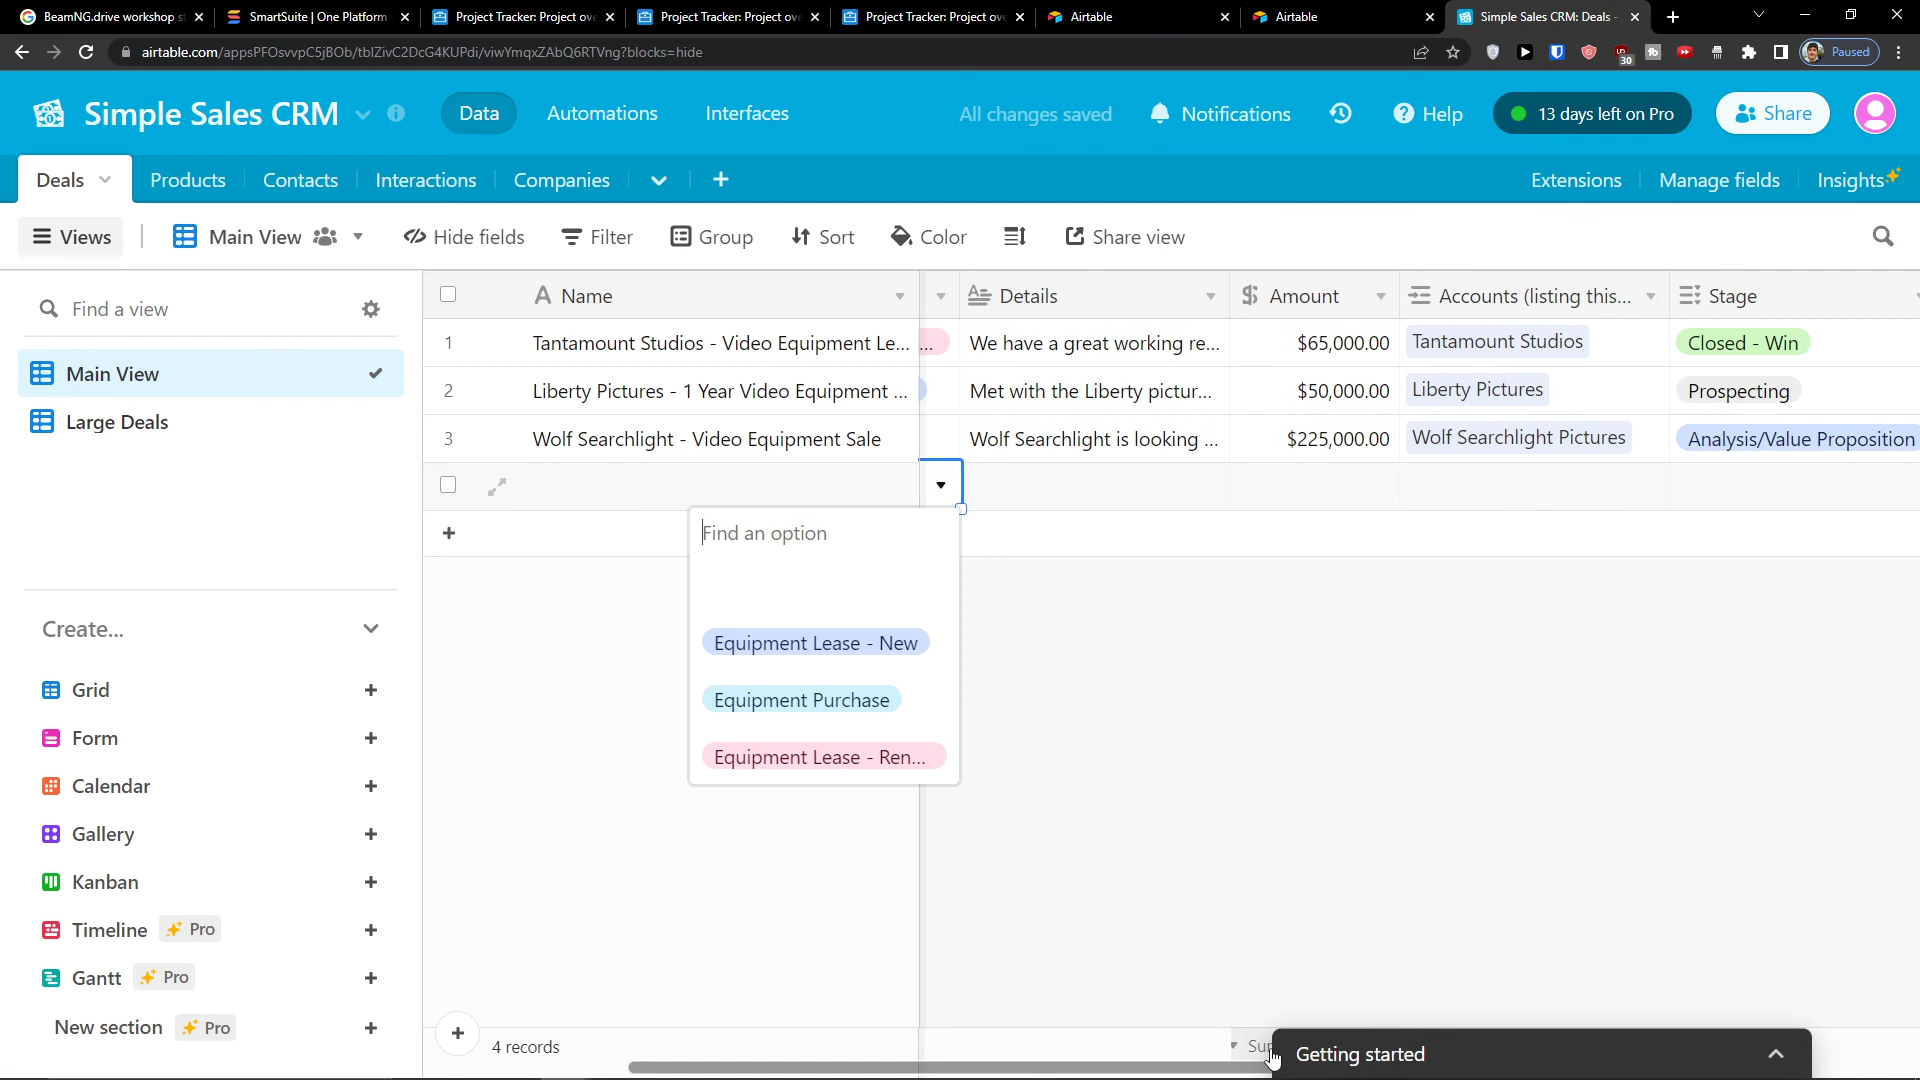 BeamNG.drive workshop s
SmartSuite | One Platform
Project Tracker: Project ove
Project Tracker: Project ove
Project Tracker: Project ove
Airtable
Airtable
Simple Sales CRM: Deals -
airtable.com/appsPFOsvvpC5jBOb/tblZivC2DcG4KUPdi/viwYmqxZAbQ6RTVng?blocks=hide
30
Paused
Simple Sales CRM
Data
Automations
Interfaces
All changes saved
Notifications
Help
13 days left on Pro
Share
Deals
Products
Contacts
Interactions
Companies
Extensions
Manage fields
Insights
Views
Main View
Hide fields
Filter
Group
Sort
Color
Share view
Find a view
Main View
Large Deals
Name
Details
Amount
Accounts (listing this...
Stage
1
Tantamount Studios - Video Equipment Le...
...
We have a great working re...
$65,000.00
Tantamount Studios
Closed - Win
2
Liberty Pictures - 1 Year Video Equipment ...
Met with the Liberty pictur...
$50,000.00
Liberty Pictures
Prospecting
3
Wolf Searchlight - Video Equipment Sale
Wolf Searchlight is looking ...
$225,000.00
Wolf Searchlight Pictures
Analysis/Value Proposition
Find an option
Equipment Lease - New
Equipment Purchase
Equipment Lease - Ren...
Create...
Grid
Form
Calendar
Gallery
Kanban
Timeline
Pro
Gantt
Pro
New section
Pro
4 records
Getting started